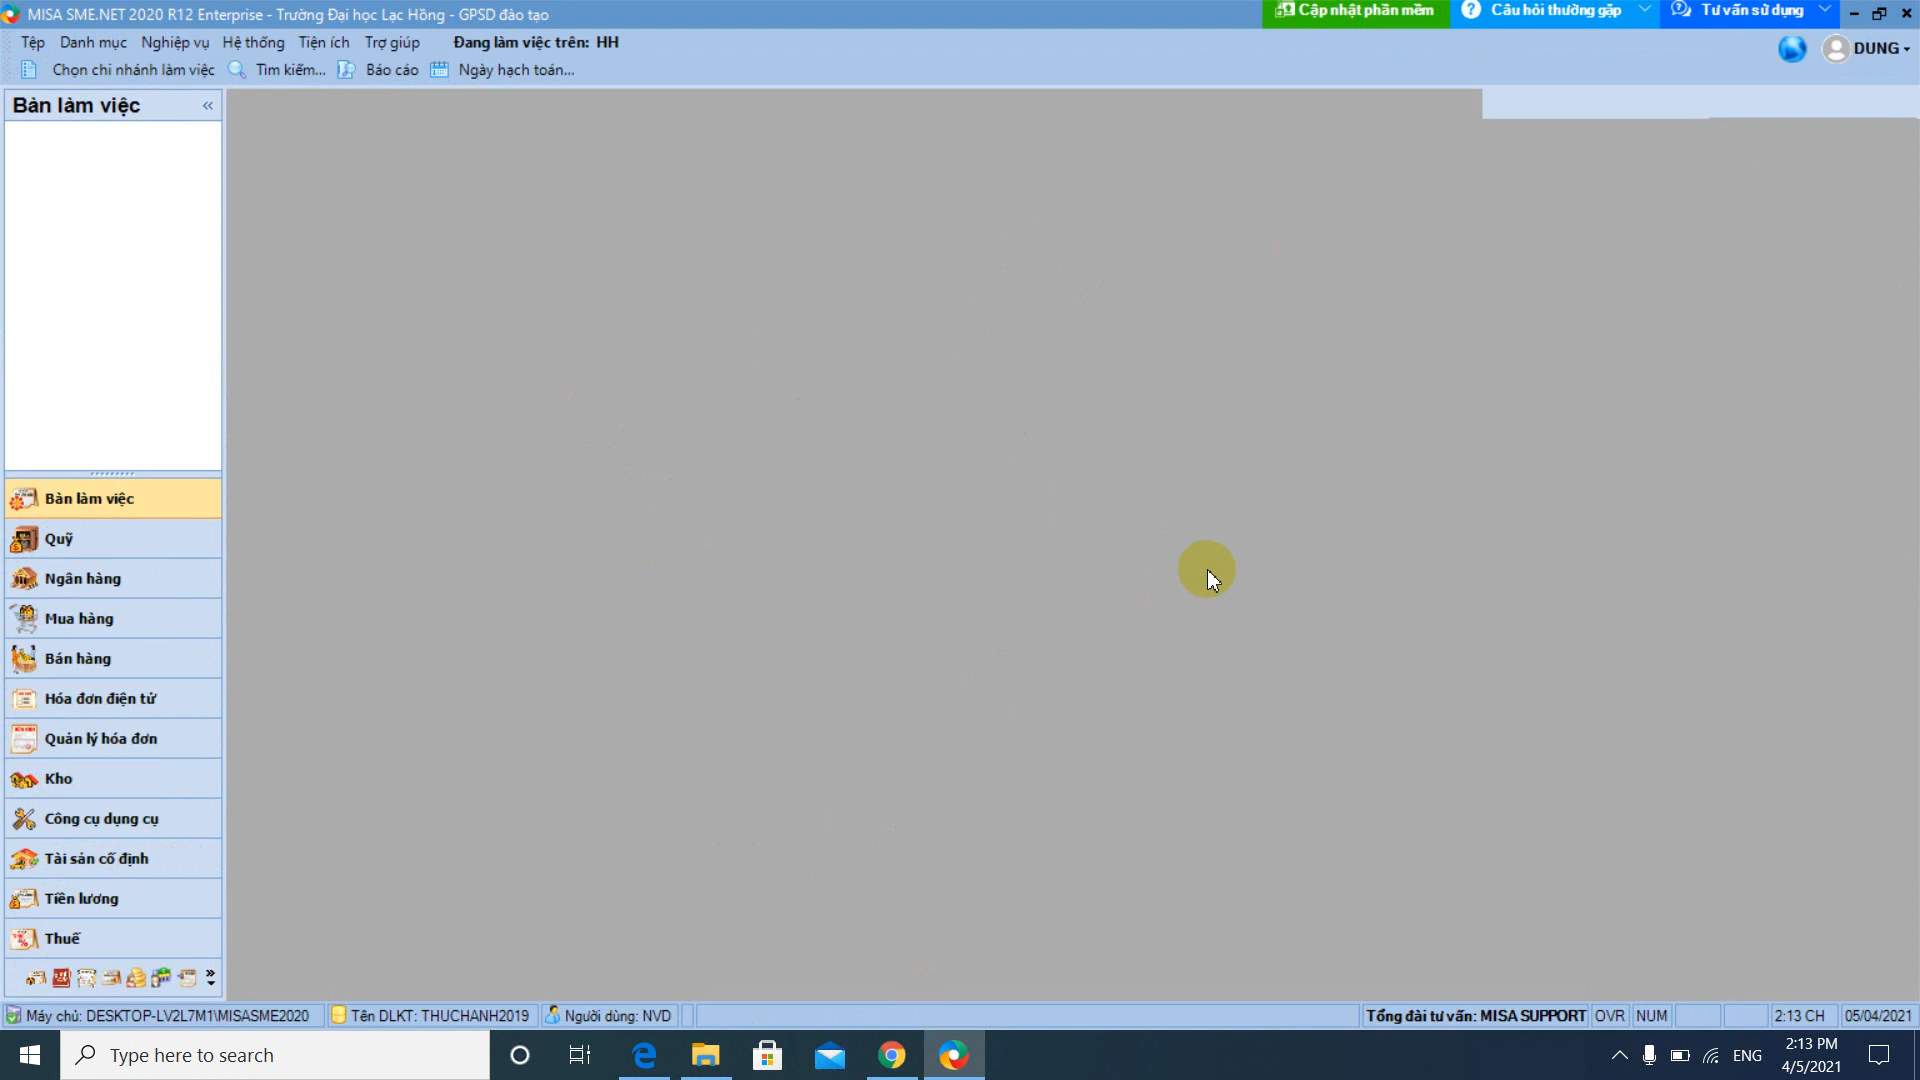 MISA SME.NET 2020 R12 Enterprise - Trường Đại học Lạc Hồng - GPSD đào tạo
Cập nhật phần mềm
Câu hỏi thường gặp
Tư vấn sử dụng
Tệp Danh mục Nghiệp vụ Hệ thống Tiện ích Trợ giúp Đang làm việc trên: HH
DUNG
Chọn chi nhánh làm việc Tìm kiếm... Báo cáo Ngày hạch toán...
Bàn làm việc «
Bàn làm việc
Quỹ
Ngân hàng
Mua hàng
Bán hàng
Hóa đơn điện tử
Quản lý hóa đơn
Kho
Công cụ dụng cụ
Tài sản cố định
Tiền lương
Thuế
Máy chủ: DESKTOP-LV2L7M1\MISASME2020 Tên DLKT: THUCHANH2019 Người dùng: NVD Tổng đài tư vấn: MISA SUPPORT OVR NUM 2:13 CH 05/04/2021
Type here to search
ENG
2:13 PM
4/5/2021